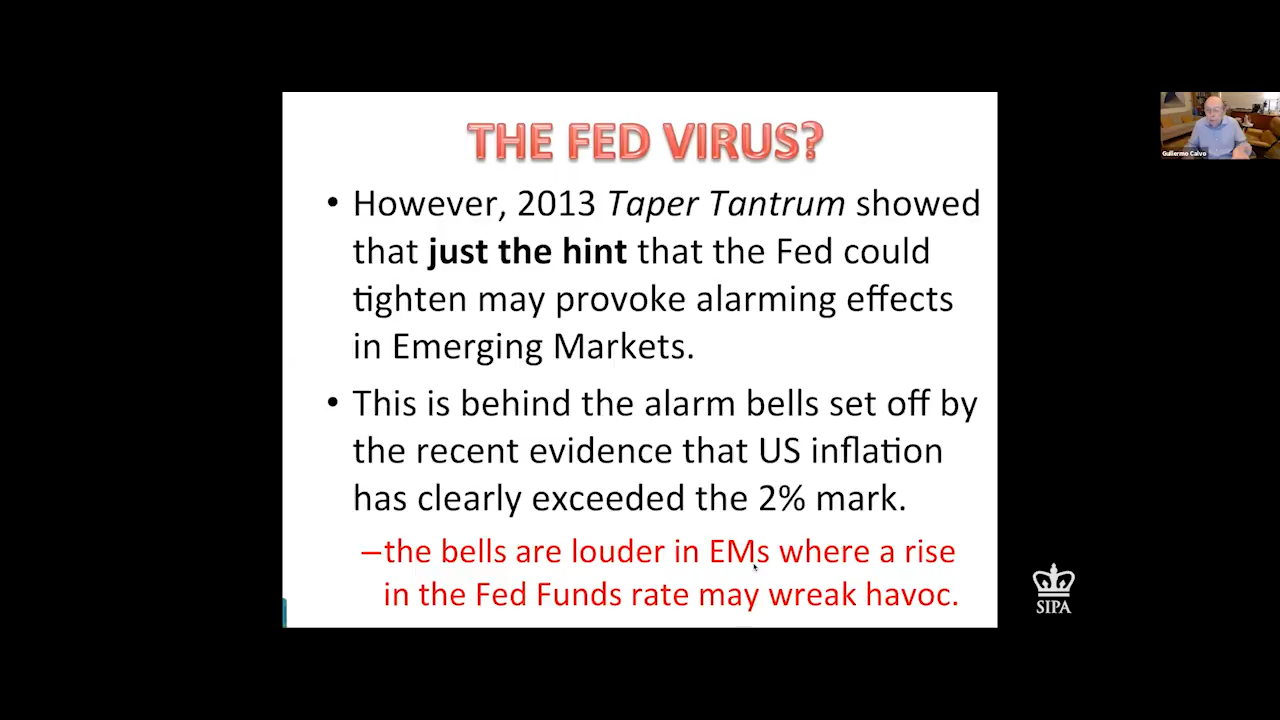 THE FED VIRUS?
• However, 2013 Taper Tantrum showed
that just the hint that the Fed could
tighten may provoke alarming effects
in Emerging Markets.
• This is behind the alarm bells set off by
the recent evidence that US inflation
has clearly exceeded the 2% mark.
–the bells are louder in EMs where a rise
in the Fed Funds rate may wreak havoc.
Guillermo Calvo
SIPA